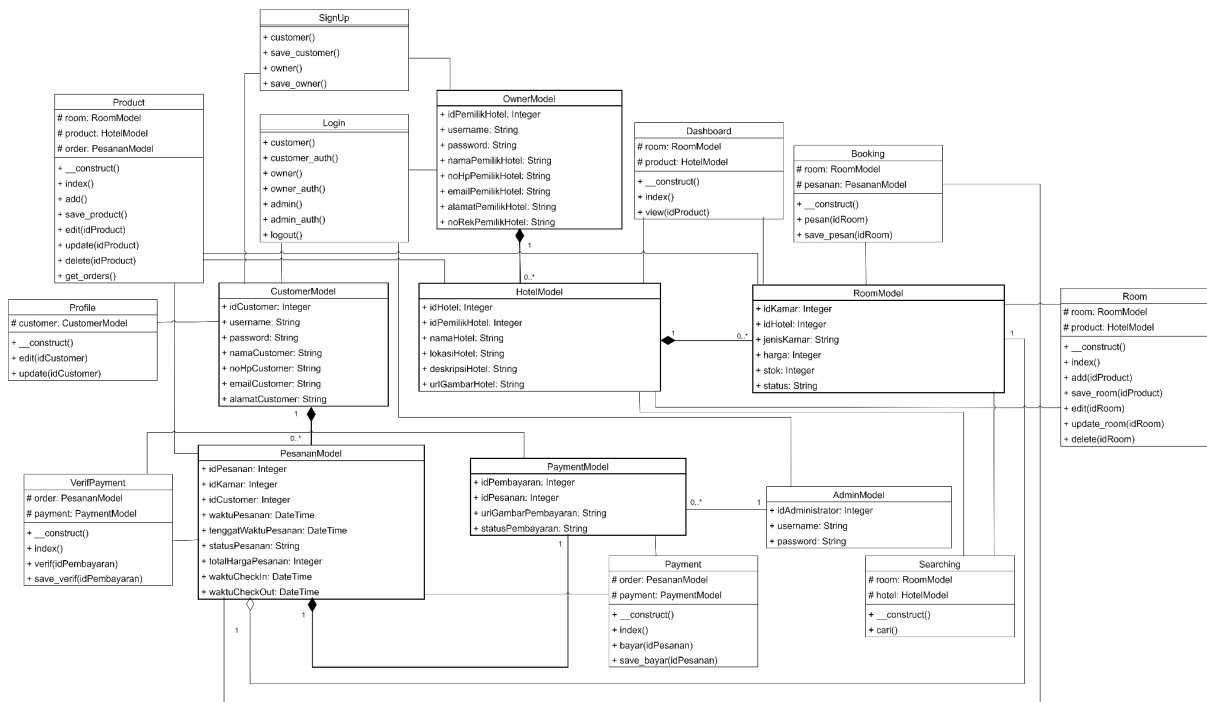 SignUp
+ customer()
+ save_customer()
+ owner()
+ save_owner()
Product
# room: RoomModel
# product: HotelModel
# order: PesananModel
+ __construct()
+ index()
+ add()
+ save_product()
+ edit(idProduct)
+ update(idProduct)
+ delete(idProduct)
+ get_orders()
Login
+ customer()
+ customer_auth()
+ owner()
+ owner_auth()
+ admin()
+ admin_auth()
+ logout()
OwnerModel
+ idPemilikHotel: Integer
+ username: String
+ password: String
+ namaPemilikHotel: String
+ noHpPemilikHotel: String
+ emailPemilikHotel: String
+ alamatPemilikHotel: String
+ noRekPemilikHotel: String
1
0..*
Dashboard
# room: RoomModel
# product: HotelModel
+ __construct()
+ index()
+ view(idProduct)
Booking
# room: RoomModel
# pesanan: PesananModel
+ __construct()
+ pesan(idRoom)
+ save_pesan(idRoom)
Profile
# customer: CustomerModel
+ __construct()
+ edit(idCustomer)
+ update(idCustomer)
CustomerModel
+ idCustomer: Integer
+ username: String
+ password: String
+ namaCustomer: String
+ noHpCustomer: String
+ emailCustomer: String
+ alamatCustomer: String
1
0..*
HotelModel
+ idHotel: Integer
+ idPemilikHotel: Integer
+ namaHotel: String
+ lokasiHotel: String
+ deskripsiHotel: String
+ urlGambarHotel: String
1
0..*
RoomModel
+ idKamar: Integer
+ idHotel: Integer
+ jenisKamar: String
+ harga: Integer
+ stok: Integer
+ status: String
1
Room
# room: RoomModel
# product: HotelModel
+ __construct()
+ index()
+ add(idProduct)
+ save_room(idProduct)
+ edit(idRoom)
+ update_room(idRoom)
+ delete(idRoom)
VerifPayment
# order: PesananModel
# payment: PaymentModel
+ __construct()
+ index()
+ verif(idPembayaran)
+ save_verif(idPembayaran)
PesananModel
+ idPesanan: Integer
+ idKamar: Integer
+ idCustomer: Integer
+ waktuPesanan: DateTime
+ tenggatWaktuPesanan: DateTime
+ statusPesanan: String
+ totalHargaPesanan: Integer
+ waktuCheckIn: DateTime
+ waktuCheckOut: DateTime
1
1
PaymentModel
+ idPembayaran: Integer
+ idPesanan: Integer
+ urlGambarPembayaran: String
+ statusPembayaran: String
1
0..*
1
AdminModel
+ idAdministrator: Integer
+ username: String
+ password: String
Payment
# order: PesananModel
# payment: PaymentModel
+ __construct()
+ index()
+ bayar(idPesanan)
+ save_bayar(idPesanan)
Searching
# room: RoomModel
# hotel: HotelModel
+ __construct()
+ cari()